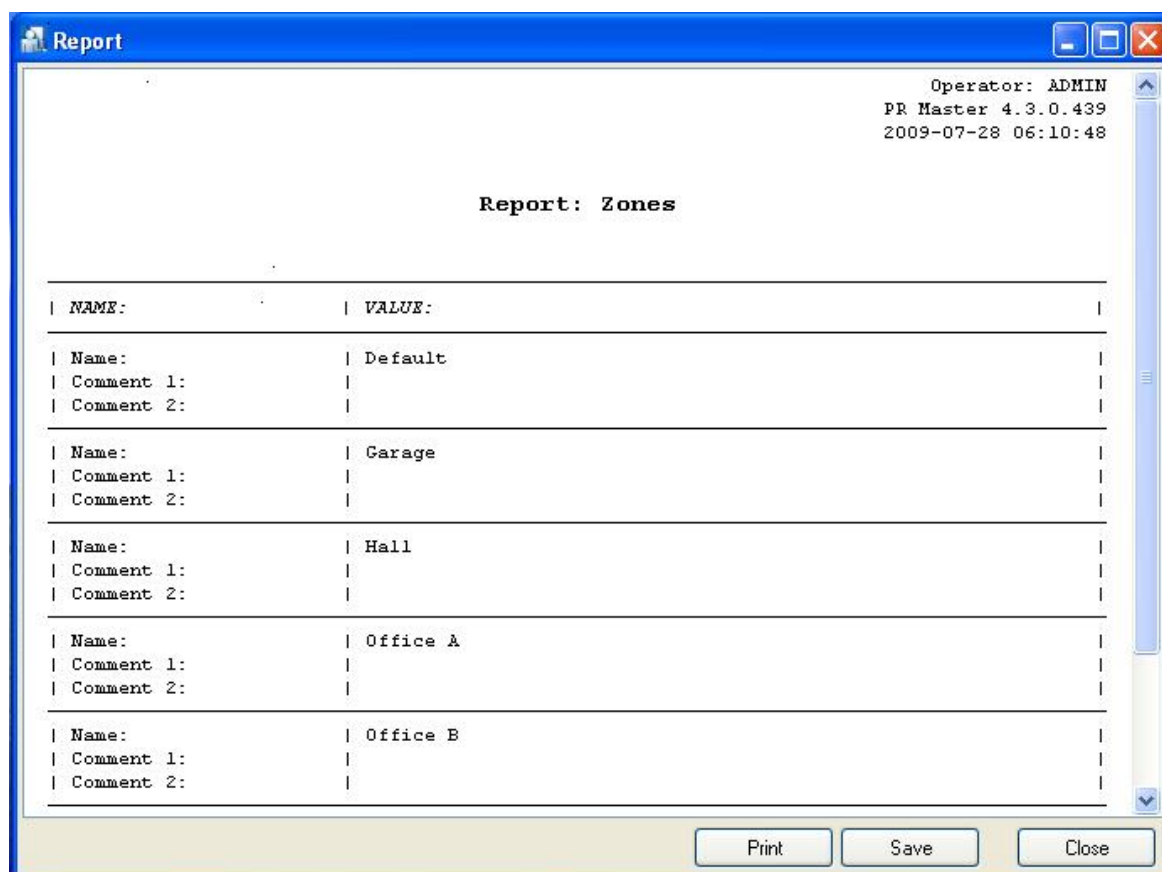 Report
Operator: ADMIN
PR Master 4.3.0.439
2009-07-28 06:10:48
Report: Zones
| NAME: | VALUE: |
| Name: | Default |
| Comment 1: | |
| Comment 2: | |
| Name: | Garage |
| Comment 1: | |
| Comment 2: | |
| Name: | Hall |
| Comment 1: | |
| Comment 2: | |
| Name: | Office A |
| Comment 1: | |
| Comment 2: | |
| Name: | Office B |
| Comment 1: | |
| Comment 2: | |
Print Save Close